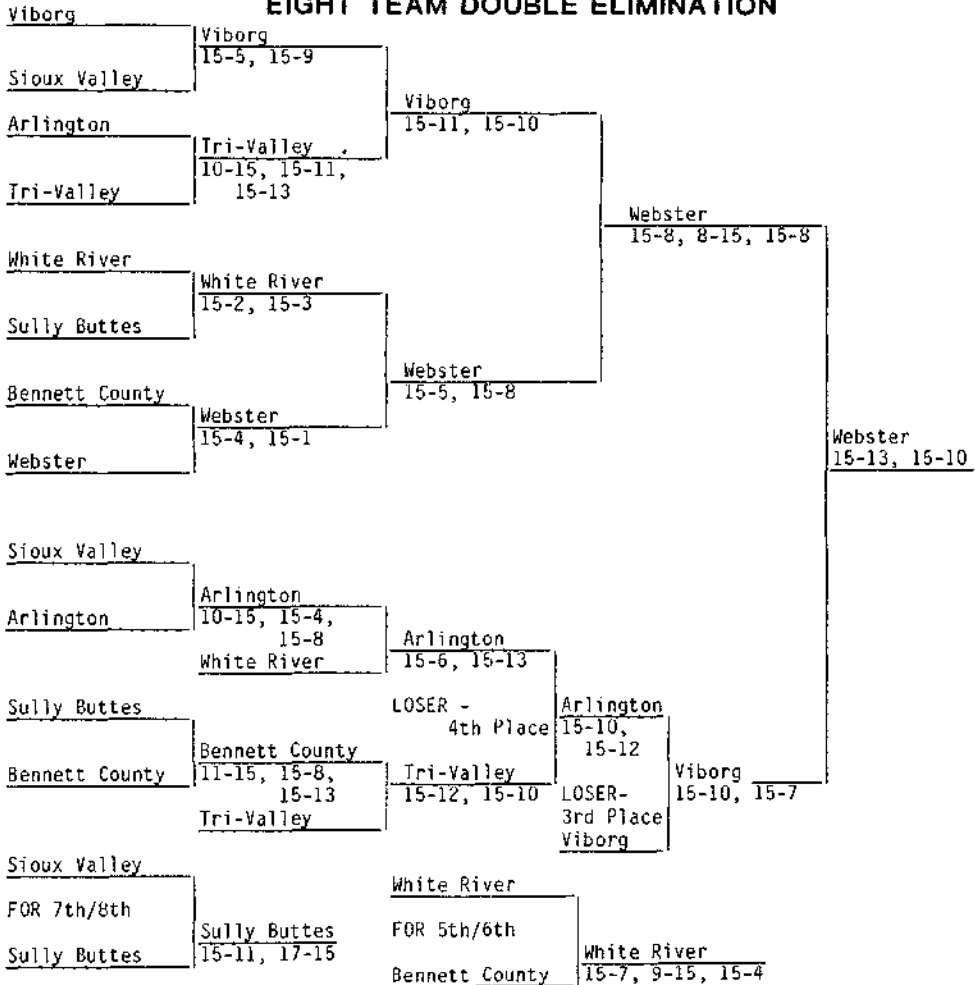 EIGHT TEAM DOUBLE ELIMINATION
Viborg
Viborg
15-5, 15-9
Sioux Valley
Viborg
15-11, 15-10
Arlington
Tri-Valley
10-15, 15-11,
15-13
Tri-Valley
Webster
15-8, 8-15, 15-8
White River
White River
15-2, 15-3
Sully Buttes
Webster
15-5, 15-8
Bennett County
Webster
15-4, 15-1
Webster
Webster
15-13, 15-10
Sioux Valley
Arlington
10-15, 15-4,
15-8
Arlington
Arlington
15-6, 15-13
White River
Sully Buttes
LOSER -
4th Place
Arlington
15-10,
15-12
Bennett County
11-15, 15-8,
15-13
Bennett County
Tri-Valley
15-12, 15-10
Viborg
15-10, 15-7
LOSER-
3rd Place
Tri-Valley
Viborg
Sioux Valley
FOR 7th/8th
Sully Buttes
15-11, 17-15
Sully Buttes
White River
FOR 5th/6th
White River
15-7, 9-15, 15-4
Bennett County